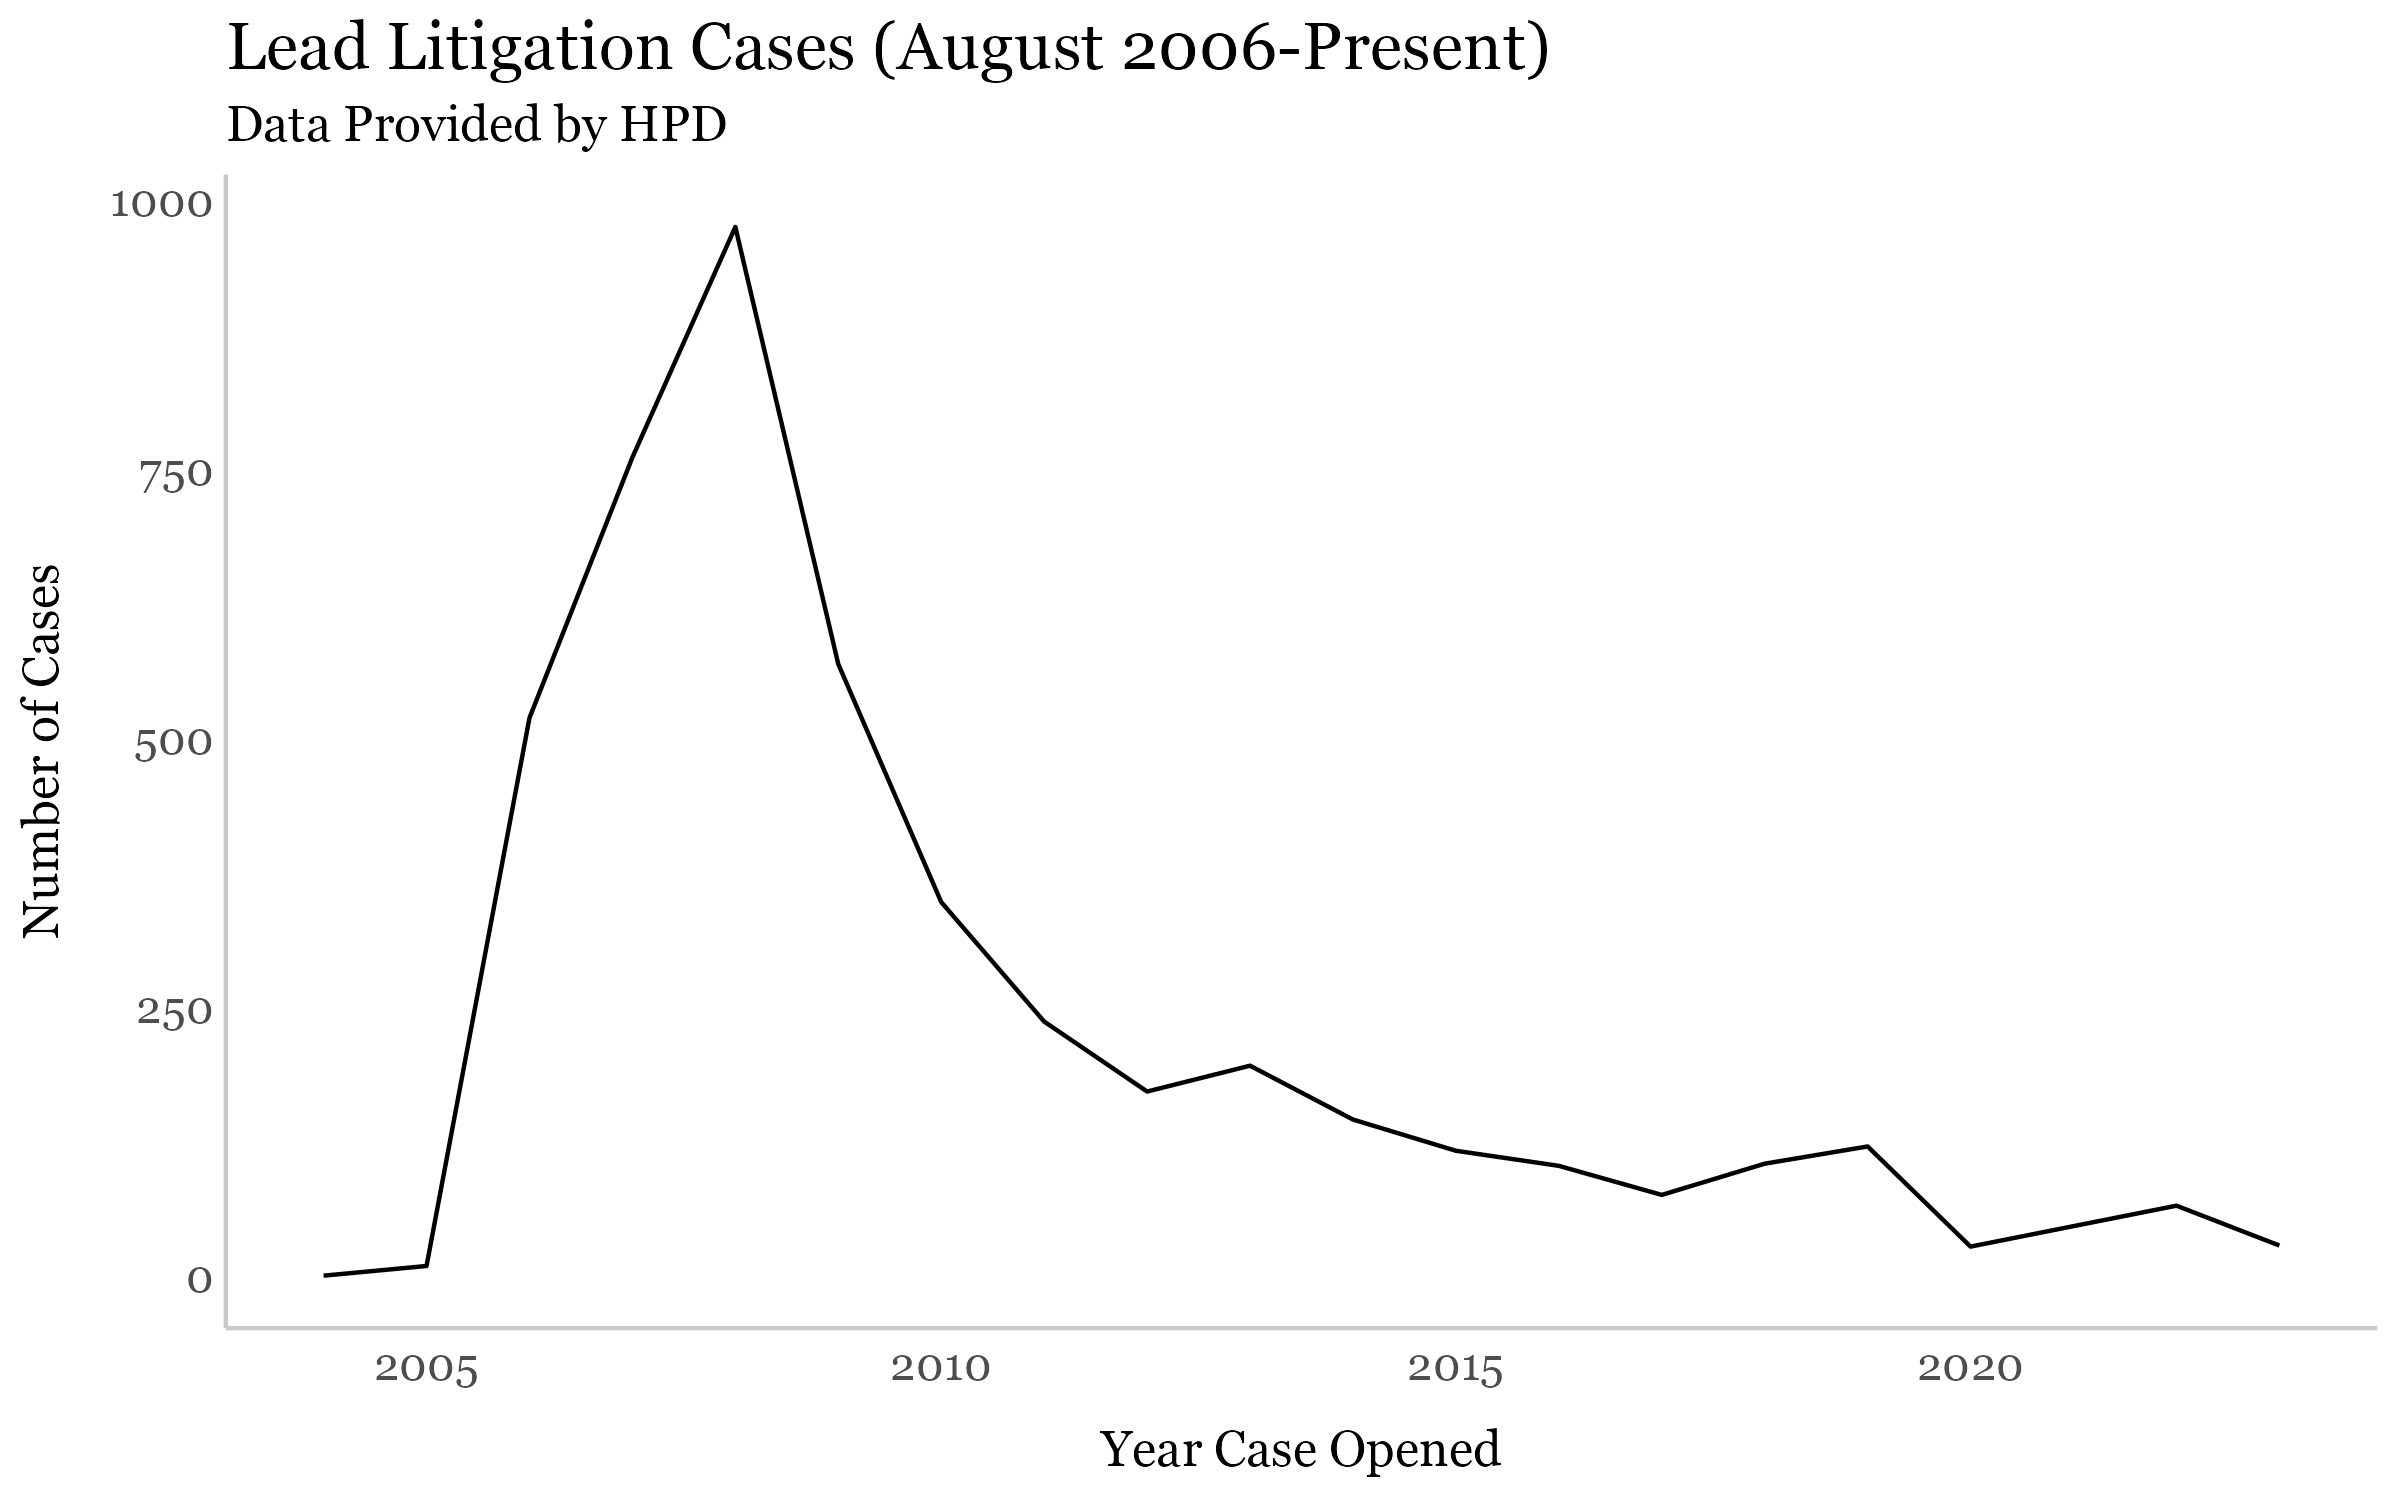 Lead Litigation Cases (August 2006-Present)
Data Provided by HPD
1000
750
500
250
0
Number of Cases
2005 2010 2015 2020
Year Case Opened